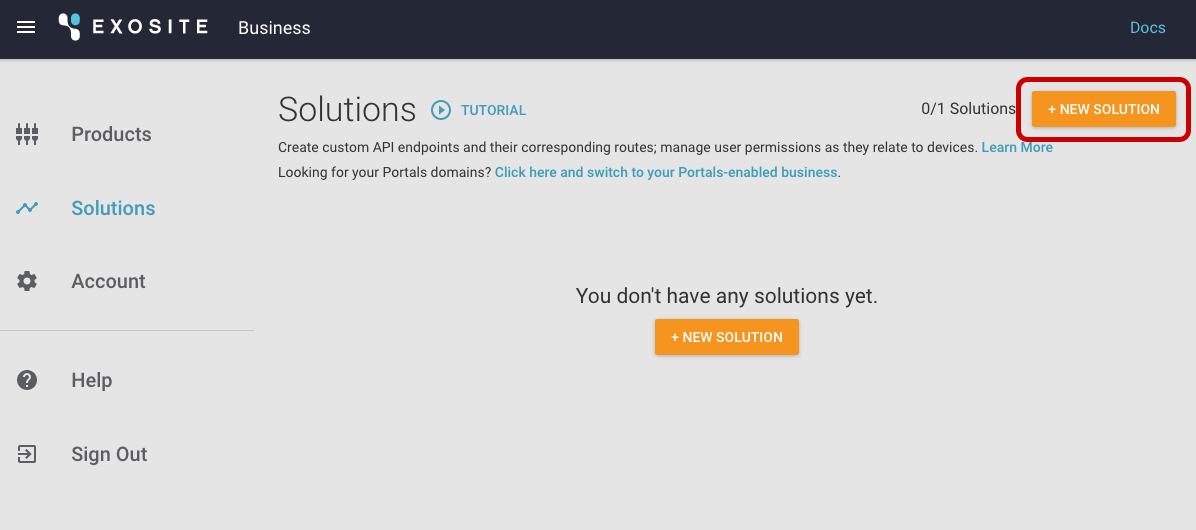 EXOSITE Business Docs
Products
Solutions
Account
Help
Sign Out
Solutions TUTORIAL 0/1 Solutions + NEW SOLUTION
Create custom API endpoints and their corresponding routes; manage user permissions as they relate to devices. Learn More
Looking for your Portals domains? Click here and switch to your Portals-enabled business.
You don't have any solutions yet.
+ NEW SOLUTION